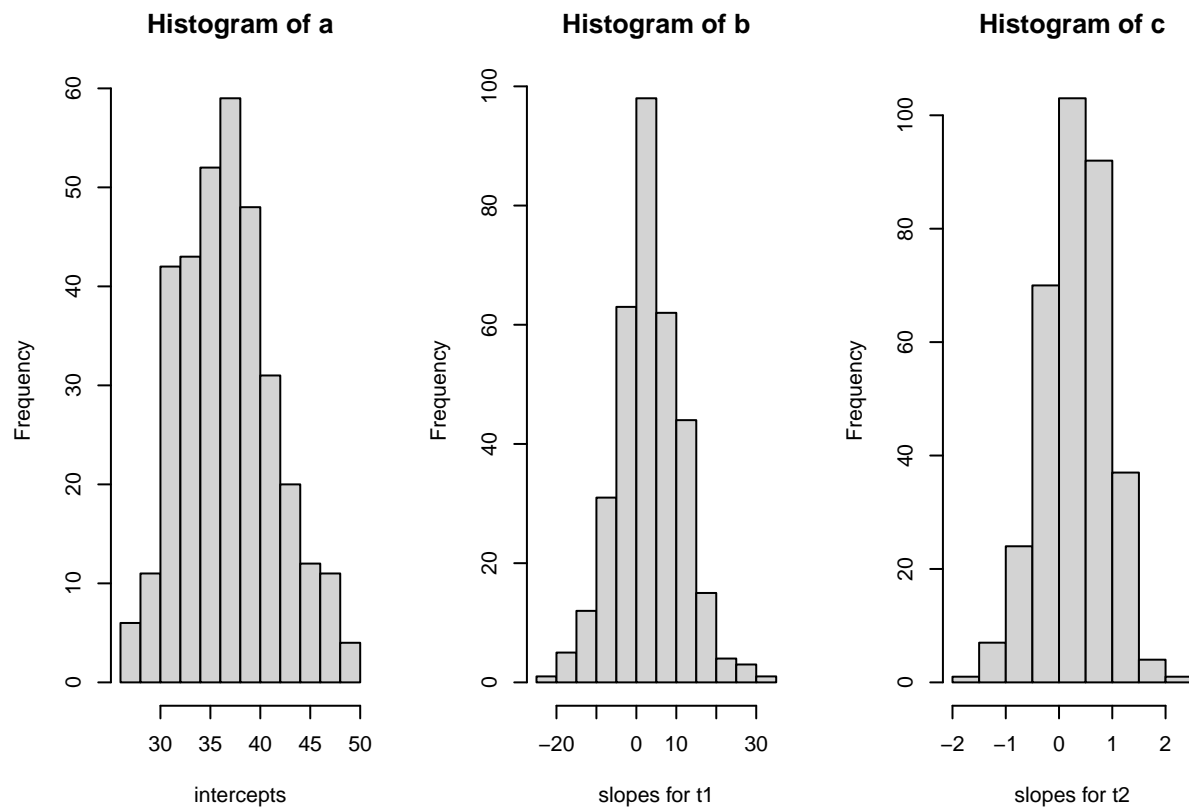 Histogram of a
Frequency
0 10 20 30 40 50 60
30 35 40 45 50
intercepts
Histogram of b
Frequency
0 20 40 60 80 100
−20 0 10 30
slopes for t1
Histogram of c
Frequency
0 20 40 60 80 100
−2 −1 0 1 2
slopes for t2